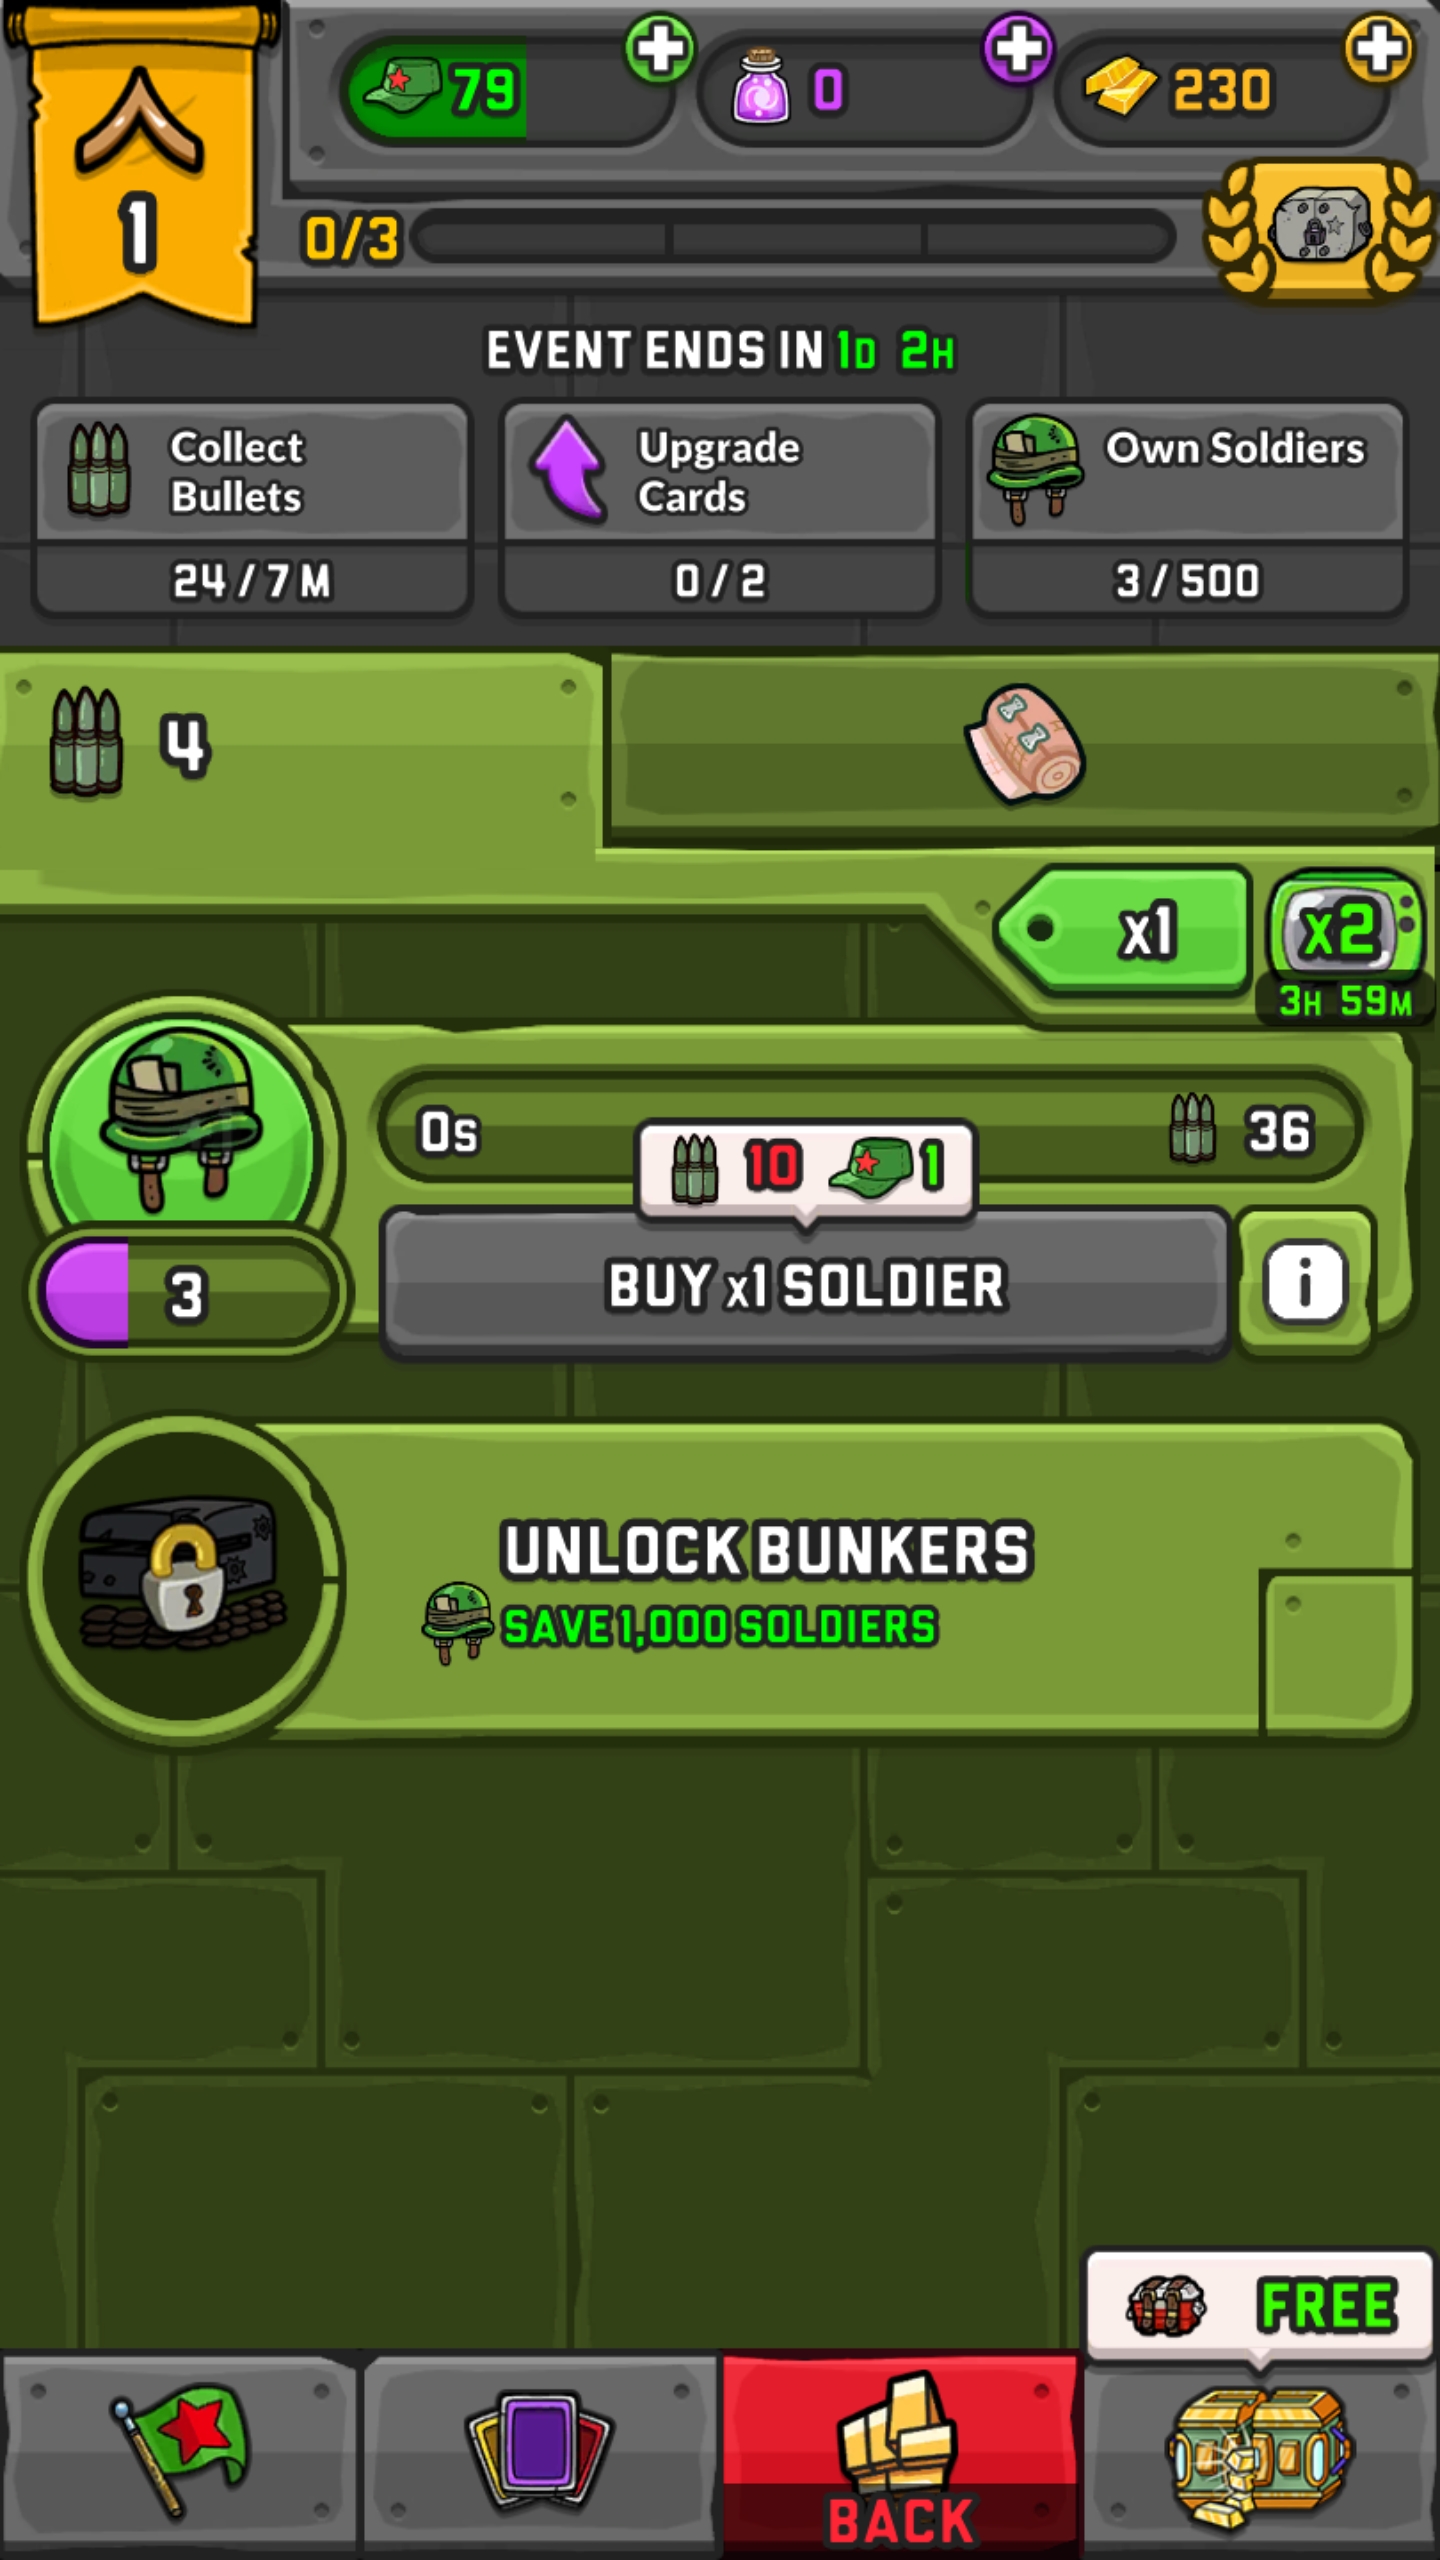 79
0
230
1
0/3
EVENT ENDS IN 1D 2H
Collect
Bullets
24 / 7 M
Upgrade
Cards
0 / 2
Own Soldiers
3 / 500
4
x1
x2
3H 59M
0s
36
10 1
3
BUY x1 SOLDIER
i
UNLOCK BUNKERS
SAVE 1,000 SOLDIERS
FREE
BACK